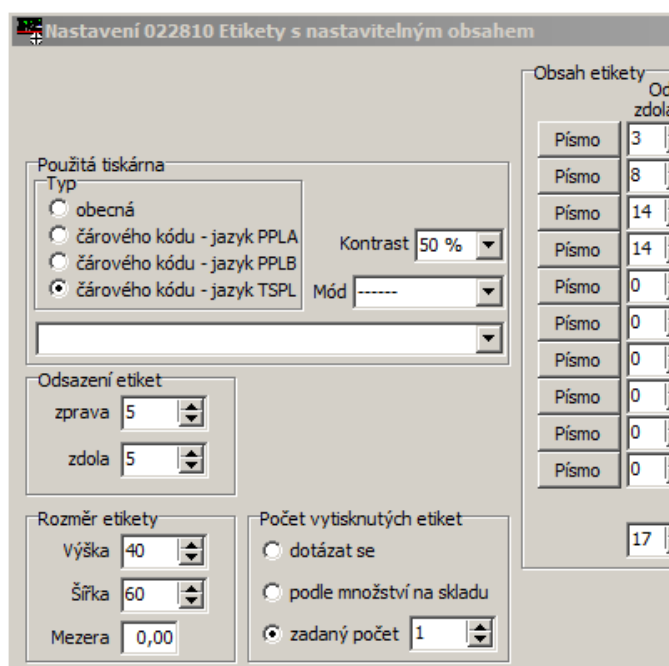 Nastavení 022810 Etikety s nastavitelným obsahem
Obsah etikety
Od
zdola
Písmo 3
Písmo 8
Písmo 14
Písmo 14
Písmo 0
Písmo 0
Písmo 0
Písmo 0
Písmo 0
Písmo 0
17
Použitá tiskárna
Typ
obecná
čárového kódu - jazyk PPLA
čárového kódu - jazyk PPLB
čárového kódu - jazyk TSPL
Kontrast 50 %
Mód ------
Odsazení etiket
zprava 5
zdola 5
Rozměr etikety
Výška 40
Šířka 60
Mezera 0,00
Počet vytisknutých etiket
dotázat se
podle množství na skladu
zadaný počet 1